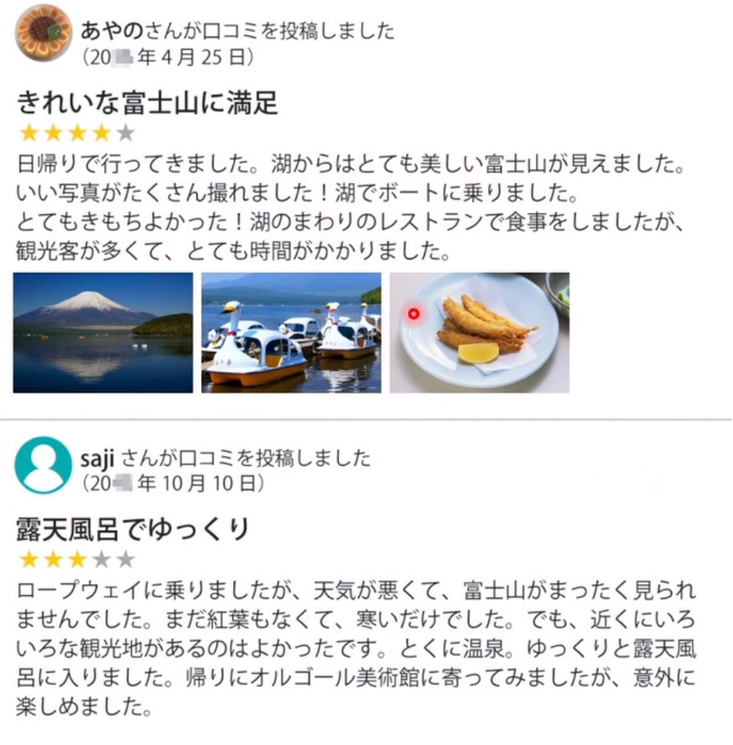 あやのさんが口コミを投稿しました
（20 年 4 月 25 日）
きれいな富士山に満足
★★★★★
日帰りで行ってきました。湖からはとても美しい富士山が見えました。
いい写真がたくさん撮れました！湖でボートに乗りました。
とてもきもちよかった！湖のまわりのレストランで食事をしましたが、
観光客が多くて、とても時間がかかりました。
saji さんが口コミを投稿しました
（20 年 10 月 10 日）
露天風呂でゆっくり
★★★★★
ロープウェイに乗りましたが、天気が悪くて、富士山がまったく見られ
ませんでした。まだ紅葉もなくて、寒いだけでした。でも、近くにいろ
いろな観光地があるのはよかったです。とくに温泉。ゆっくりと露天風
呂に入りました。帰りにオルゴール美術館に寄ってみましたが、意外に
楽しめました。